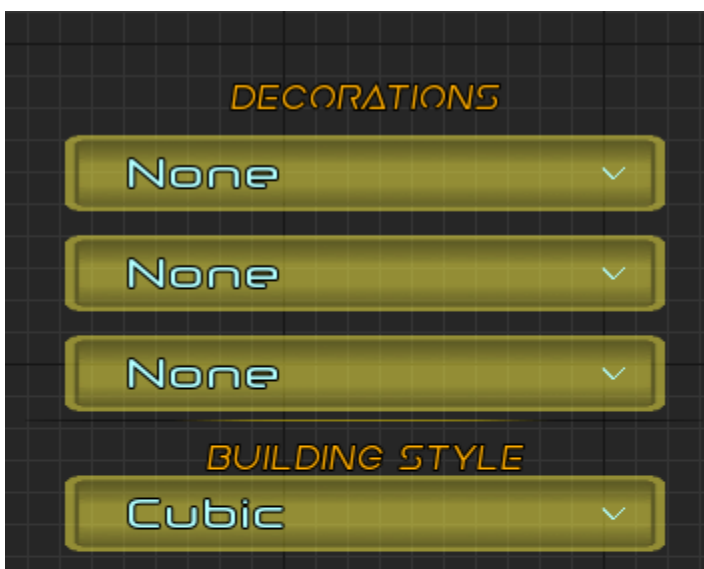 DECORATIONS
None
None
None
BUILDING STYLE
Cubic